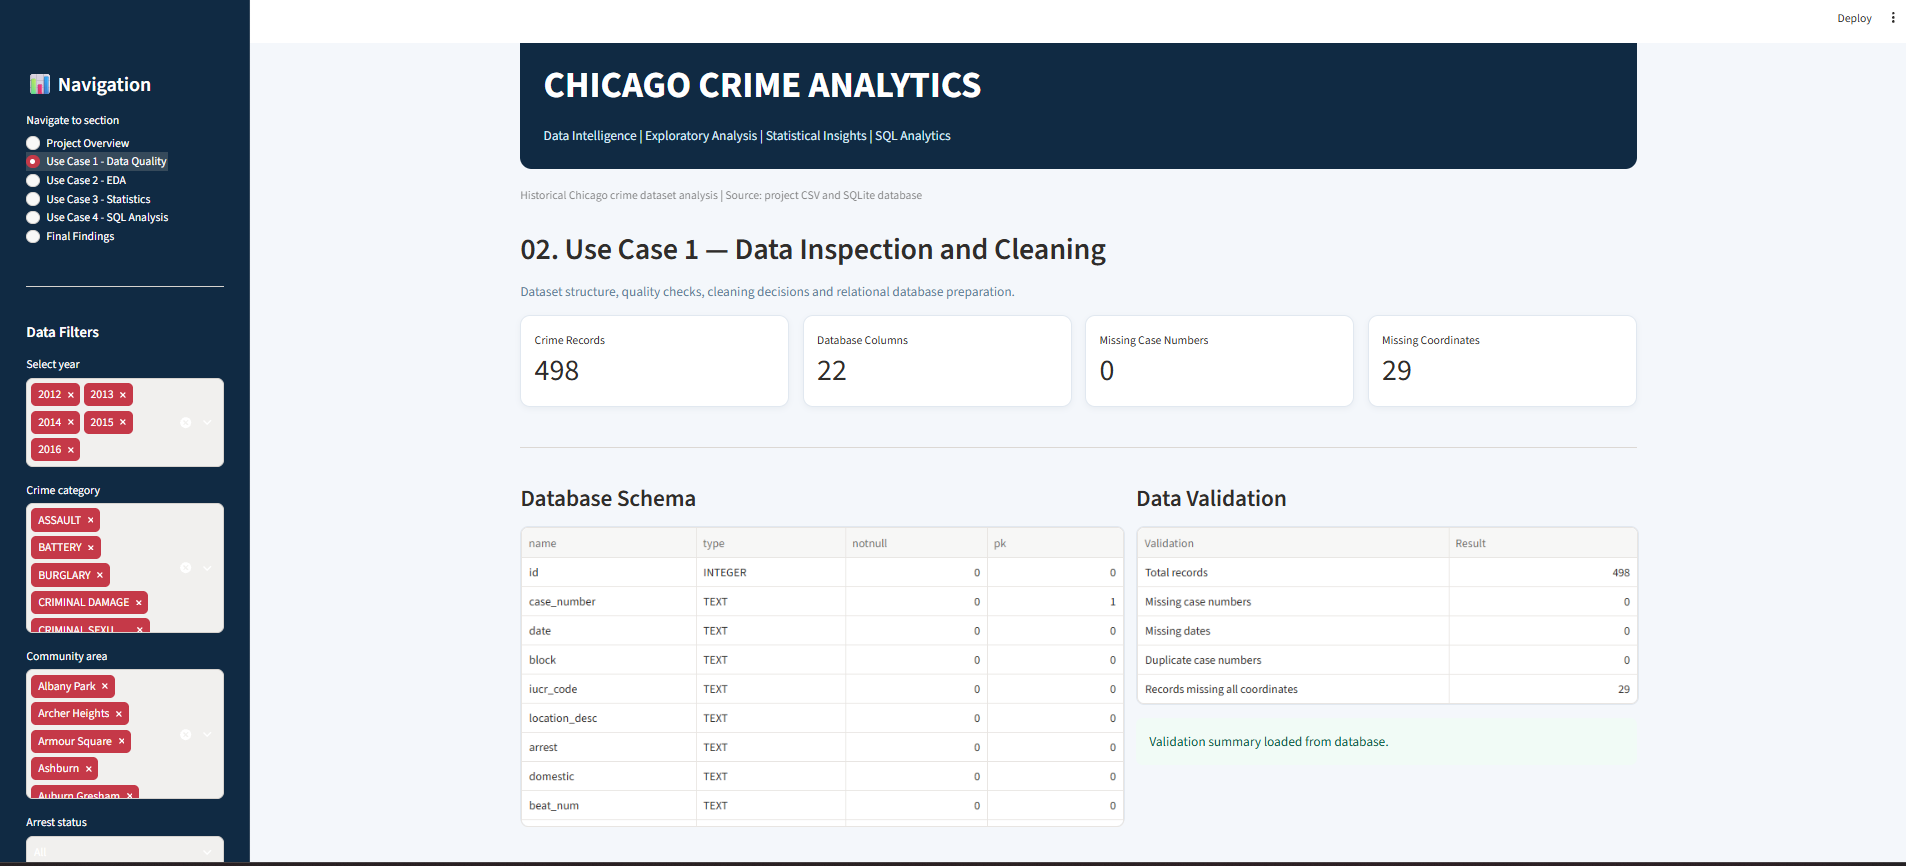 Deploy
Navigation
Navigate to section
Project Overview
Use Case 1 - Data Quality
Use Case 2 - EDA
Use Case 3 - Statistics
Use Case 4 - SQL Analysis
Final Findings
Data Filters
Select year
2012 × 2013 ×
2014 × 2015 ×
2016 ×
Crime category
ASSAULT ×
BATTERY ×
BURGLARY ×
CRIMINAL DAMAGE ×
CRIMINAL SEXU... ×
Community area
Albany Park ×
Archer Heights ×
Armour Square ×
Ashburn ×
Auburn Gresham ×
Arrest status
All
CHICAGO CRIME ANALYTICS
Data Intelligence | Exploratory Analysis | Statistical Insights | SQL Analytics
Historical Chicago crime dataset analysis | Source: project CSV and SQLite database
02. Use Case 1 — Data Inspection and Cleaning
Dataset structure, quality checks, cleaning decisions and relational database preparation.
Crime Records
498
Database Columns
22
Missing Case Numbers
0
Missing Coordinates
29
Database Schema
name type notnull pk
id INTEGER 0 0
case_number TEXT 0 1
date TEXT 0 0
block TEXT 0 0
iucr_code TEXT 0 0
location_desc TEXT 0 0
arrest TEXT 0 0
domestic TEXT 0 0
beat_num TEXT 0 0
Data Validation
Validation Result
Total records 498
Missing case numbers 0
Missing dates 0
Duplicate case numbers 0
Records missing all coordinates 29
Validation summary loaded from database.